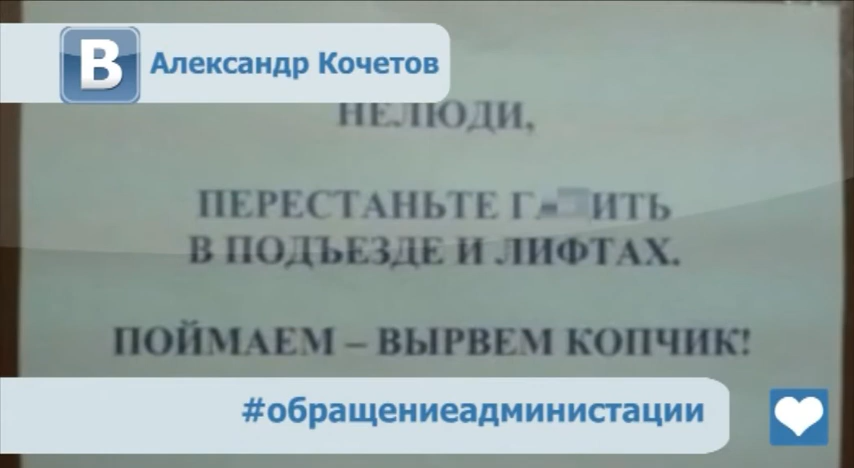 В Александр Кочетов
НЕЛЮДИ,
ПЕРЕСТАНЬТЕ
В ПОДЪЕЗДЕ И ЛИФТАХ.
ПОЙМАЕМ – ВЫРВЕМ КОПЧИК!
#обращениеадминистации